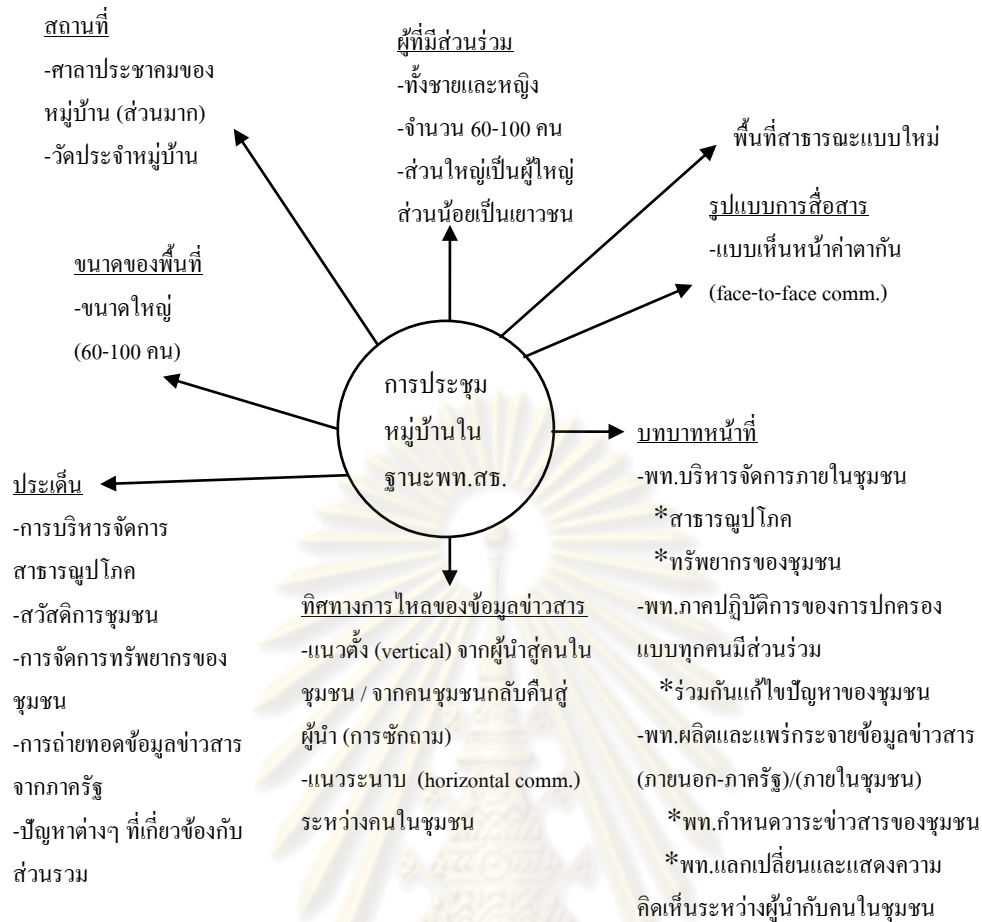 สถานที่
-ศาลาประชาคมของ
หมู่บ้าน (ส่วนมาก)
-วัดประจำหมู่บ้าน
ผู้ที่มีส่วนร่วม
-ทั้งชายและหญิง
-จำนวน 60-100 คน
-ส่วนใหญ่เป็นผู้ใหญ่
ส่วนน้อยเป็นเยาวชน
พื้นที่สาธารณะแบบใหม่
รูปแบบการสื่อสาร
-แบบเห็นหน้าค่าตากัน
(face-to-face comm.)
ขนาดของพื้นที่
-ขนาดใหญ่
(60-100 คน)
การประชุม
หมู่บ้านใน
ฐานะพท.สธ.
ประเด็น
-การบริหารจัดการ
สาธารณูปโภค
-สวัสดิการชุมชน
-การจัดการทรัพยากรของ
ชุมชน
-การถ่ายทอดข้อมูลข่าวสาร
จากภาครัฐ
-ปัญหาต่างๆ ที่เกี่ยวข้องกับ
ส่วนรวม
ทิศทางการไหลของข้อมูลข่าวสาร
-แนวตั้ง (vertical) จากผู้นำสู่คนใน
ชุมชน / จากคนชุมชนกลับคืนสู่
ผู้นำ (การซักถาม)
-แนวระนาบ (horizontal comm.)
ระหว่างคนในชุมชน
บทบาทหน้าที่
-พท.บริหารจัดการภายในชุมชน
*สาธารณูปโภค
*ทรัพยากรของชุมชน
-พท.ภาคปฏิบัติการของการปกครอง
แบบทุกคนมีส่วนร่วม
*ร่วมกันแก้ไขปัญหาของชุมชน
-พท.ผลิตและแพร่กระจายข้อมูลข่าวสาร
(ภายนอก-ภาครัฐ)/(ภายในชุมชน)
*พท.กำหนดวาระข่าวสารของชุมชน
*พท.แลกเปลี่ยนและแสดงความ
คิดเห็นระหว่างผู้นำกับคนในชุมชน